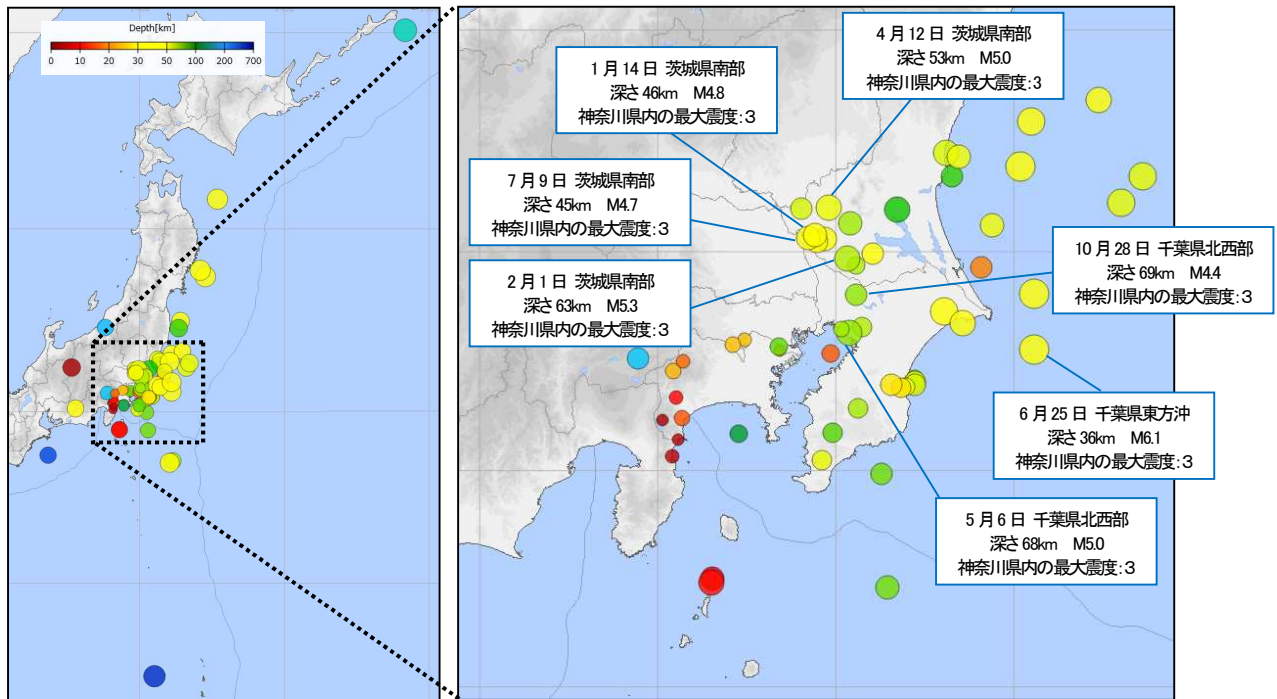 Depth[km]
0 10 20 30 50 100 200 700
4月12日 茨城県南部
深さ53km M5.0
神奈川県内の最大震度:3
1月14日 茨城県南部
深さ46km M4.8
神奈川県内の最大震度:3
7月9日 茨城県南部
深さ45km M4.7
神奈川県内の最大震度:3
2月1日 茨城県南部
深さ63km M5.3
神奈川県内の最大震度:3
10月28日 千葉県北西部
深さ69km M4.4
神奈川県内の最大震度:3
6月25日 千葉県東方沖
深さ36km M6.1
神奈川県内の最大震度:3
5月6日 千葉県北西部
深さ68km M5.0
神奈川県内の最大震度:3